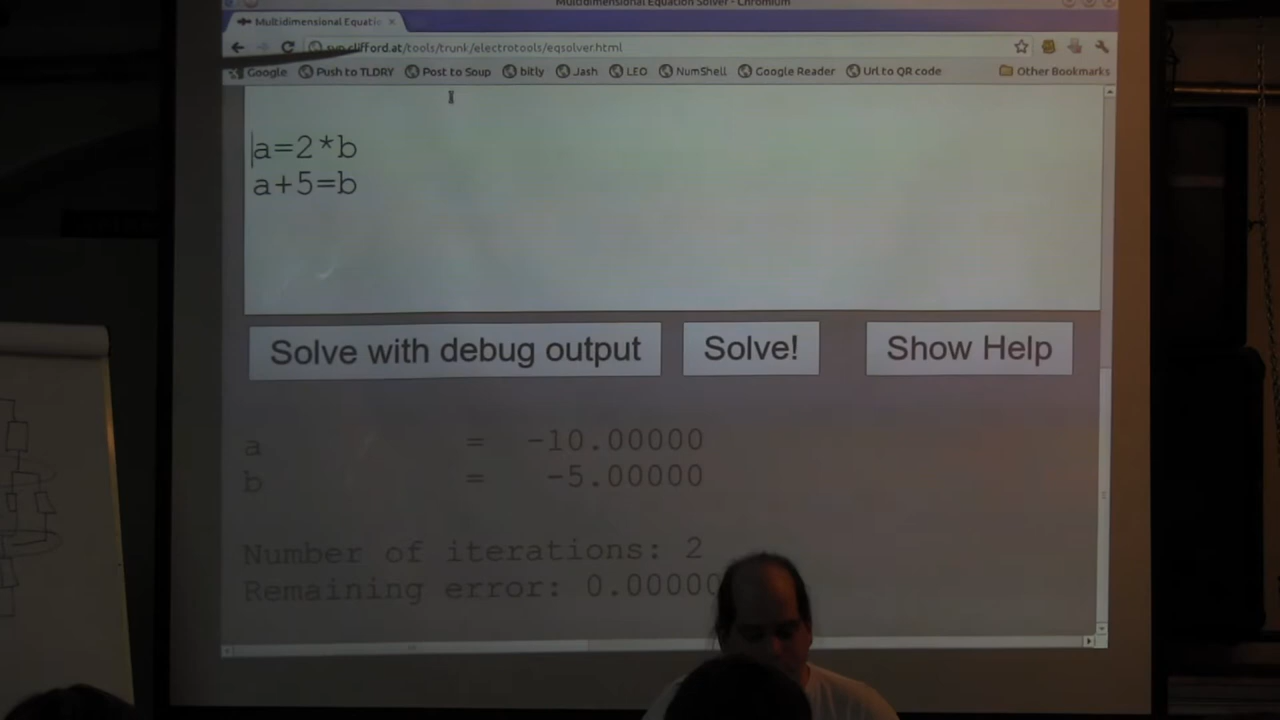 Multidimensional Equation Solver - Chromium
Multidimensional Equatio
clifford.at/tools/trunk/electrotools/eqsolver.html
Google Push to TLDRY Post to Soup bitly Jash LEO NumShell Google Reader Url to QR code Other Bookmarks
a=2*b
a+5=b
Solve with debug output Solve! Show Help
a = -10.00000
b = -5.00000
Number of iterations: 2
Remaining error: 0.00000